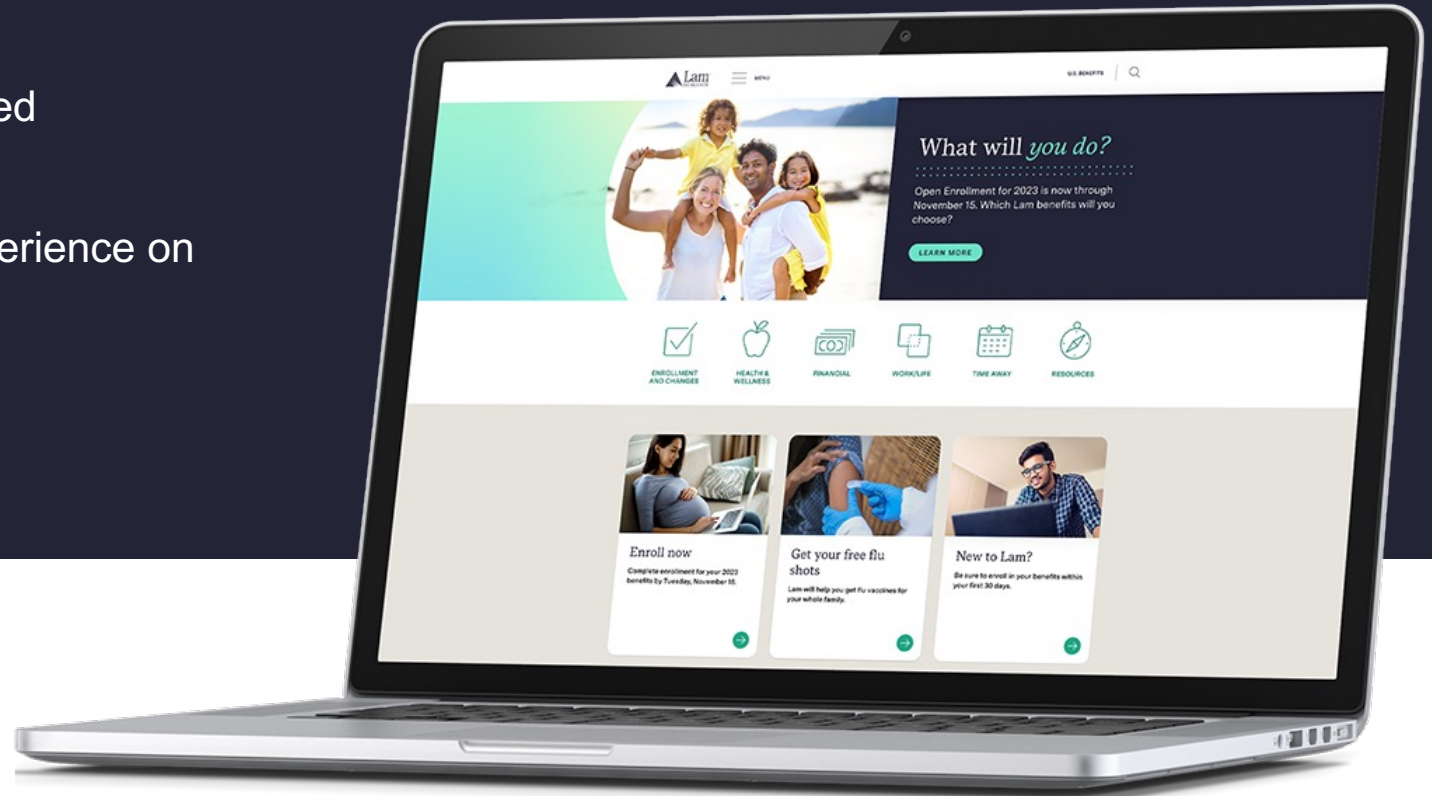 ed
perience on
Lam
MENU
U.S. BENEFITS
What will you do?
Open Enrollment for 2023 is now through
November 15. Which Lam benefits will you
choose?
LEARN MORE
ENROLLMENT
AND CHANGES
HEALTH &
WELLNESS
FINANCIAL
WORK/LIFE
TIME AWAY
RESOURCES
Enroll now
Complete enrollment for your 2023
benefits by Tuesday, November 15.
Get your free flu
shots
Lam will help you get flu vaccines for
your whole family.
New to Lam?
Be sure to enroll in your benefits within
your first 30 days.